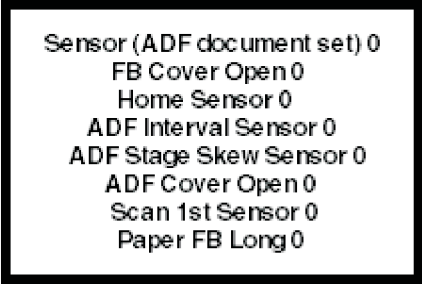 Sensor (ADF document set) 0
FB Cover Open 0
Home Sensor 0
ADF Interval Sensor 0
ADF Stage Skew Sensor 0
ADF Cover Open 0
Scan 1st Sensor 0
Paper FB Long 0